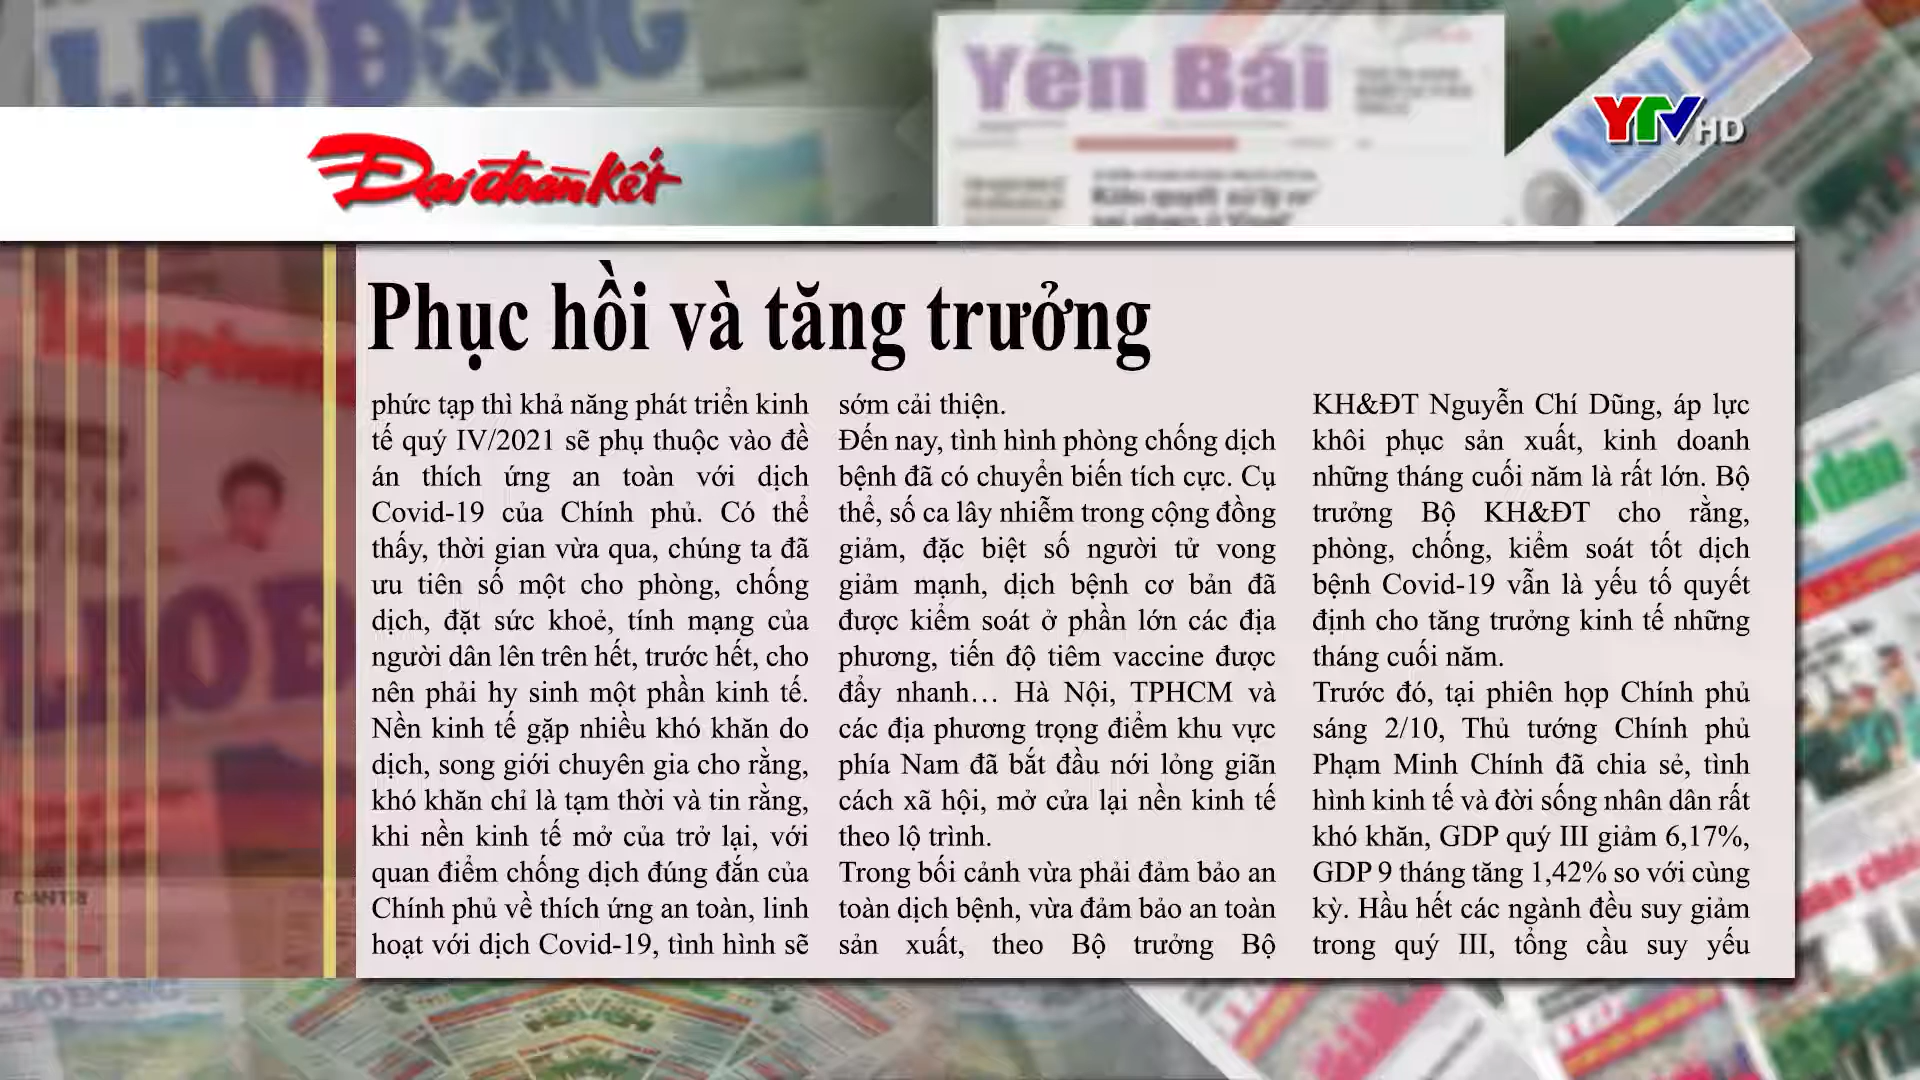 LAO ĐỘNG
Yên Bái
Nhân Dân
YTV HD
Đại đoàn kết
Phục hồi và tăng trưởng
phức tạp thì khả năng phát triển kinh
tế quý IV/2021 sẽ phụ thuộc vào đề
án thích ứng an toàn với dịch
Covid-19 của Chính phủ. Có thể
thấy, thời gian vừa qua, chúng ta đã
ưu tiên số một cho phòng, chống
dịch, đặt sức khoẻ, tính mạng của
người dân lên trên hết, trước hết, cho
nên phải hy sinh một phần kinh tế.
Nền kinh tế gặp nhiều khó khăn do
dịch, song giới chuyên gia cho rằng,
khó khăn chỉ là tạm thời và tin rằng,
khi nền kinh tế mở của trở lại, với
quan điểm chống dịch đúng đắn của
Chính phủ về thích ứng an toàn, linh
hoạt với dịch Covid-19, tình hình sẽ
sớm cải thiện.
Đến nay, tình hình phòng chống dịch
bệnh đã có chuyển biến tích cực. Cụ
thể, số ca lây nhiễm trong cộng đồng
giảm, đặc biệt số người tử vong
giảm mạnh, dịch bệnh cơ bản đã
được kiểm soát ở phần lớn các địa
phương, tiến độ tiêm vaccine được
đẩy nhanh… Hà Nội, TPHCM và
các địa phương trọng điểm khu vực
phía Nam đã bắt đầu nới lỏng giãn
cách xã hội, mở cửa lại nền kinh tế
theo lộ trình.
Trong bối cảnh vừa phải đảm bảo an
toàn dịch bệnh, vừa đảm bảo an toàn
sản xuất, theo Bộ trưởng Bộ
KH&ĐT Nguyễn Chí Dũng, áp lực
khôi phục sản xuất, kinh doanh
những tháng cuối năm là rất lớn. Bộ
trưởng Bộ KH&ĐT cho rằng,
phòng, chống, kiểm soát tốt dịch
bệnh Covid-19 vẫn là yếu tố quyết
định cho tăng trưởng kinh tế những
tháng cuối năm.
Trước đó, tại phiên họp Chính phủ
sáng 2/10, Thủ tướng Chính phủ
Phạm Minh Chính đã chia sẻ, tình
hình kinh tế và đời sống nhân dân rất
khó khăn, GDP quý III giảm 6,17%,
GDP 9 tháng tăng 1,42% so với cùng
kỳ. Hầu hết các ngành đều suy giảm
trong quý III, tổng cầu suy yếu